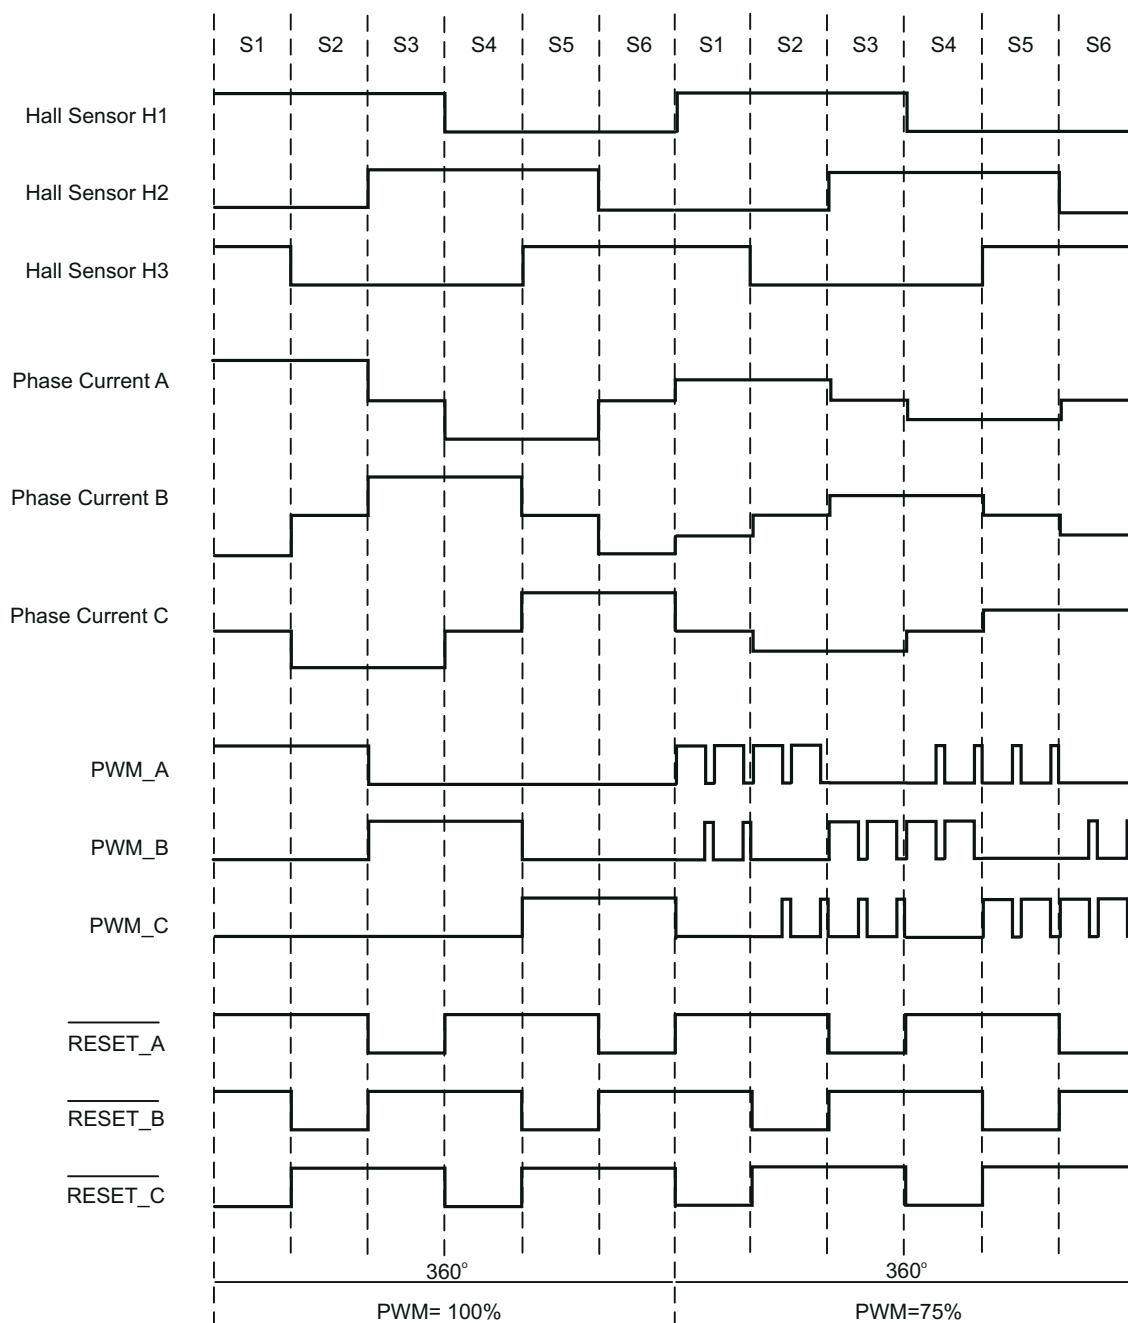 S1 S2 S3 S4 S5 S6 S1 S2 S3 S4 S5 S6
Hall Sensor H1
Hall Sensor H2
Hall Sensor H3
Phase Current A
Phase Current B
Phase Current C
PWM_A
PWM_B
PWM_C
RESET_A
RESET_B
RESET_C
360° 360°
PWM= 100% PWM=75%